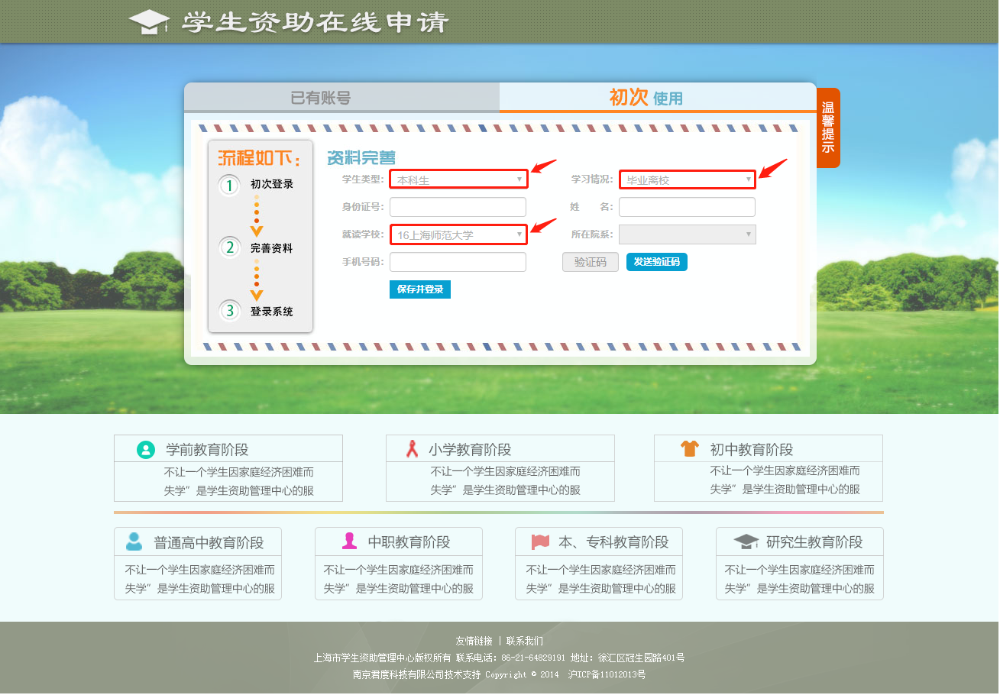 学生资助在线申请
已有账号
初次 使用
温馨提示
流程如下:
1 初次登录
2 完善资料
3 登录系统
资料完善
学生类型: 本科生 学习情况: 毕业离校
身份证号: 姓 名:
就读学校: 16上海师范大学 所在院系:
手机号码: 验证码 发送验证码
保存并登录
学前教育阶段
不让一个学生因家庭经济困难而
失学”是学生资助管理中心的服
小学教育阶段
不让一个学生因家庭经济困难而
失学”是学生资助管理中心的服
初中教育阶段
不让一个学生因家庭经济困难而
失学”是学生资助管理中心的服
普通高中教育阶段
不让一个学生因家庭经济困难而
失学”是学生资助管理中心的服
中职教育阶段
不让一个学生因家庭经济困难而
失学”是学生资助管理中心的服
本、专科教育阶段
不让一个学生因家庭经济困难而
失学”是学生资助管理中心的服
研究生教育阶段
不让一个学生因家庭经济困难而
失学”是学生资助管理中心的服
友情链接 | 联系我们
上海市学生资助管理中心版权所有 联系电话: 86-21-64829191 地址: 徐汇区冠生园路401号
南京君度科技有限公司技术支持 Copyright © 2014 沪ICP备11012013号